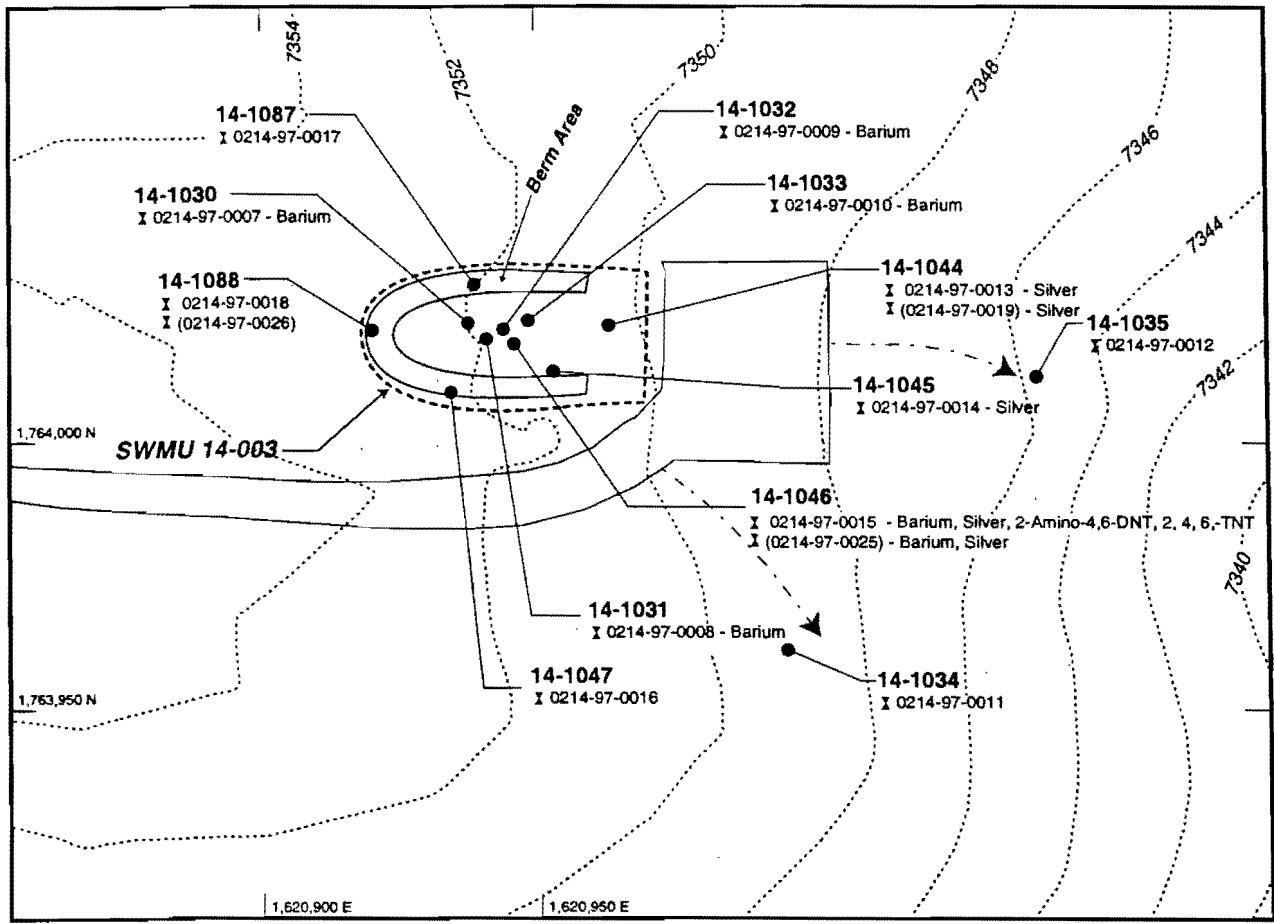 7354
7352
7350
7348
7346
7344
7342
7340
14-1087
0214-97-0017
Berm Area
14-1032
0214-97-0009 - Barium
14-1030
0214-97-0007 - Barium
14-1033
0214-97-0010 - Barium
14-1088
0214-97-0018
(0214-97-0026)
14-1044
0214-97-0013 - Silver
(0214-97-0019) - Silver
14-1035
0214-97-0012
14-1045
0214-97-0014 - Silver
1,764,000 N
SWMU 14-003
14-1046
0214-97-0015 - Barium, Silver, 2-Amino-4,6-DNT, 2, 4, 6,-TNT
(0214-97-0025) - Barium, Silver
14-1031
0214-97-0008 - Barium
14-1047
0214-97-0016
14-1034
0214-97-0011
1,763,950 N
1,620,900 E
1,620,950 E